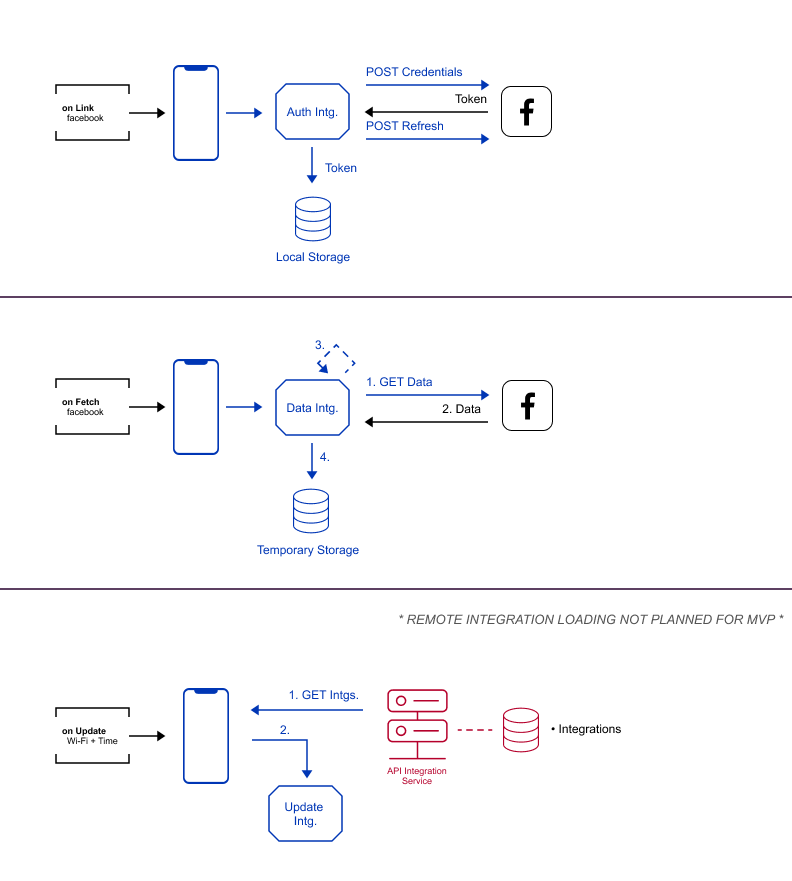 POST Credentials
on Link
facebook
Auth Intg.
Token
POST Refresh
Token
Local Storage
3.
on Fetch
facebook
Data Intg.
1. GET Data
2. Data
4.
Temporary Storage
* REMOTE INTEGRATION LOADING NOT PLANNED FOR MVP *
on Update
Wi-Fi + Time
1. GET Intgs.
2.
Update
Intg.
API Integration
Service
• Integrations